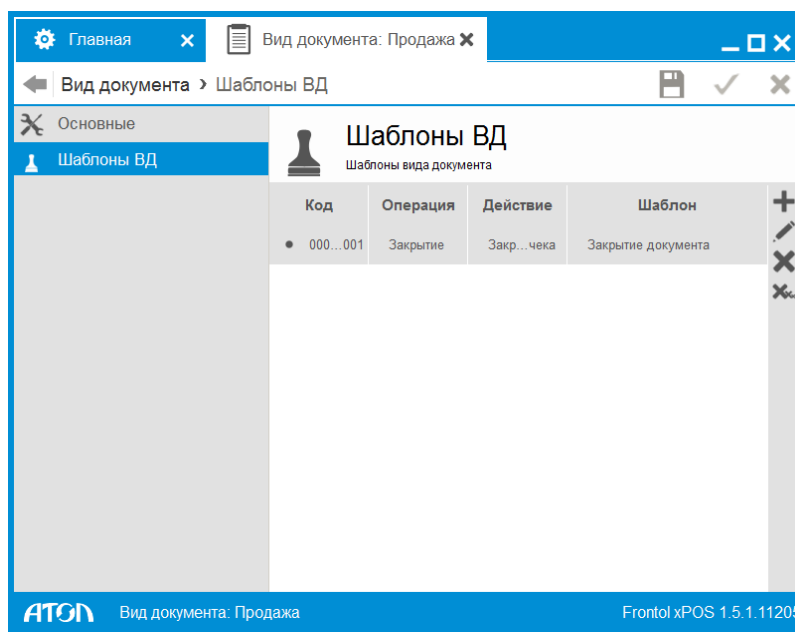 Главная
Вид документа: Продажа
Вид документа › Шаблоны ВД
Основные
Шаблоны ВД
Шаблоны ВД
Шаблоны вида документа
Код Операция Действие Шаблон
000...001 Закрытие Закр...чека Закрытие документа
АТОЛ Вид документа: Продажа Frontol xPOS 1.5.1.11205